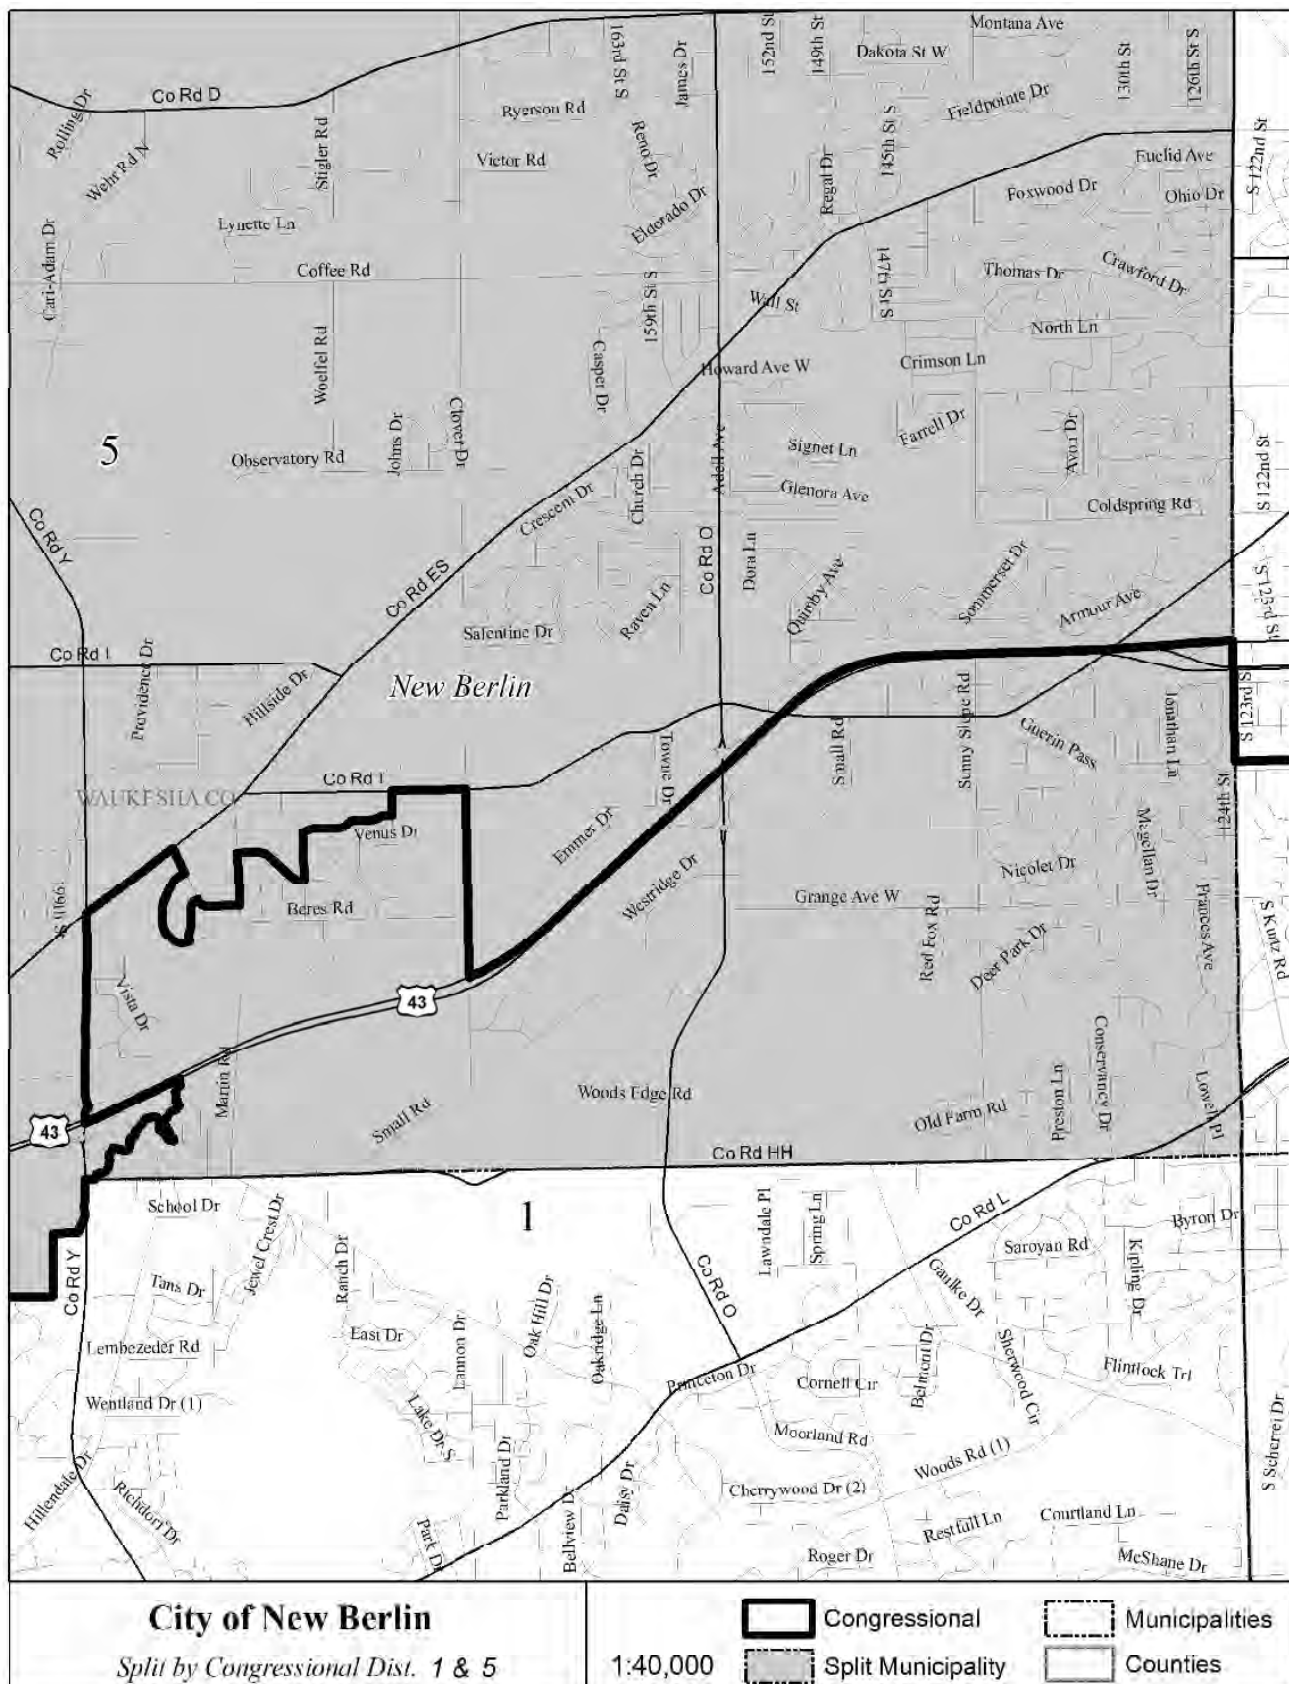 Montana Ave
163rd St S
James Dr
152nd St
149th St
Dakota St W
130th St
126th St S
Co Rd D
Rolling Dr
Wehr Rd N
Stigler Rd
Ryerson Rd
Victor Rd
Reno Dr
Fieldpointe Dr
145th St S
S 122nd St
Euclid Ave
Regal Dr
Foxwood Dr
Ohio Dr
Eldorado Dr
Lynette Ln
Cari-Adam Dr
Coffee Rd
159th St S
147th St S
Thomas Dr
Crawford Dr
Wall St
North Ln
Woelfel Rd
Casper Dr
Howard Ave W
Crimson Ln
5
Observatory Rd
Johns Dr
Clover Dr
Church Dr
Adell Ave
Signet Ln
Farrell Dr
Avon Dr
S 122nd St
Crescent Dr
Glenora Ave
Coldspring Rd
Co Rd Y
Co Rd ES
Co Rd O
Dora Ln
Quimby Ave
Sommerset Dr
Armour Ave
S 123rd St
Salentine Dr
Raven Ln
Co Rd I
Providence Dr
Hillside Dr
New Berlin
Sunny Slope Rd
Jonathan Ln
S 123rd S
Small Rd
Guerin Pass
Towne Dr
WAUKESHA CO
Co Rd I
Venus Dr
Emmer Dr
124th St
Magellan Dr
Westridge Dr
Nicolet Dr
Beres Rd
Grange Ave W
Red Fox Rd
Deer Park Dr
Frances Ave
S Kurtz Rd
Vista Dr
43
Martin Rd
Small Rd
Woods Edge Rd
Old Farm Rd
Preston Ln
Conservancy Dr
Lowell Pl
43
Co Rd HH
School Dr
Jewel Crest Dr
1
Lawndale Pl
Spring Ln
Co Rd L
Byron Dr
Saroyan Rd
Kipling Dr
Co Rd Y
Tans Dr
Ranch Dr
Oak Hill Dr
Oakridge Ln
Co Rd O
Gaulke Dr
Lembezeder Rd
East Dr
Lannon Dr
Princeton Dr
Cornell Cir
Belmont Dr
Sherwood Cir
Flintlock Trl
Wentland Dr (1)
Lake Dr S
Moorland Rd
Woods Rd (1)
S Scherrei Dr
Hillendale Dr
Richdorf Dr
Parkland Dr
Daisy Dr
Cherrywood Dr (2)
Park Dr
Bellview Dr
Restfull Ln
Courtland Ln
Roger Dr
McShane Dr
City of New Berlin
Split by Congressional Dist. 1 & 5
1:40,000
Congressional
Split Municipality
Municipalities
Counties